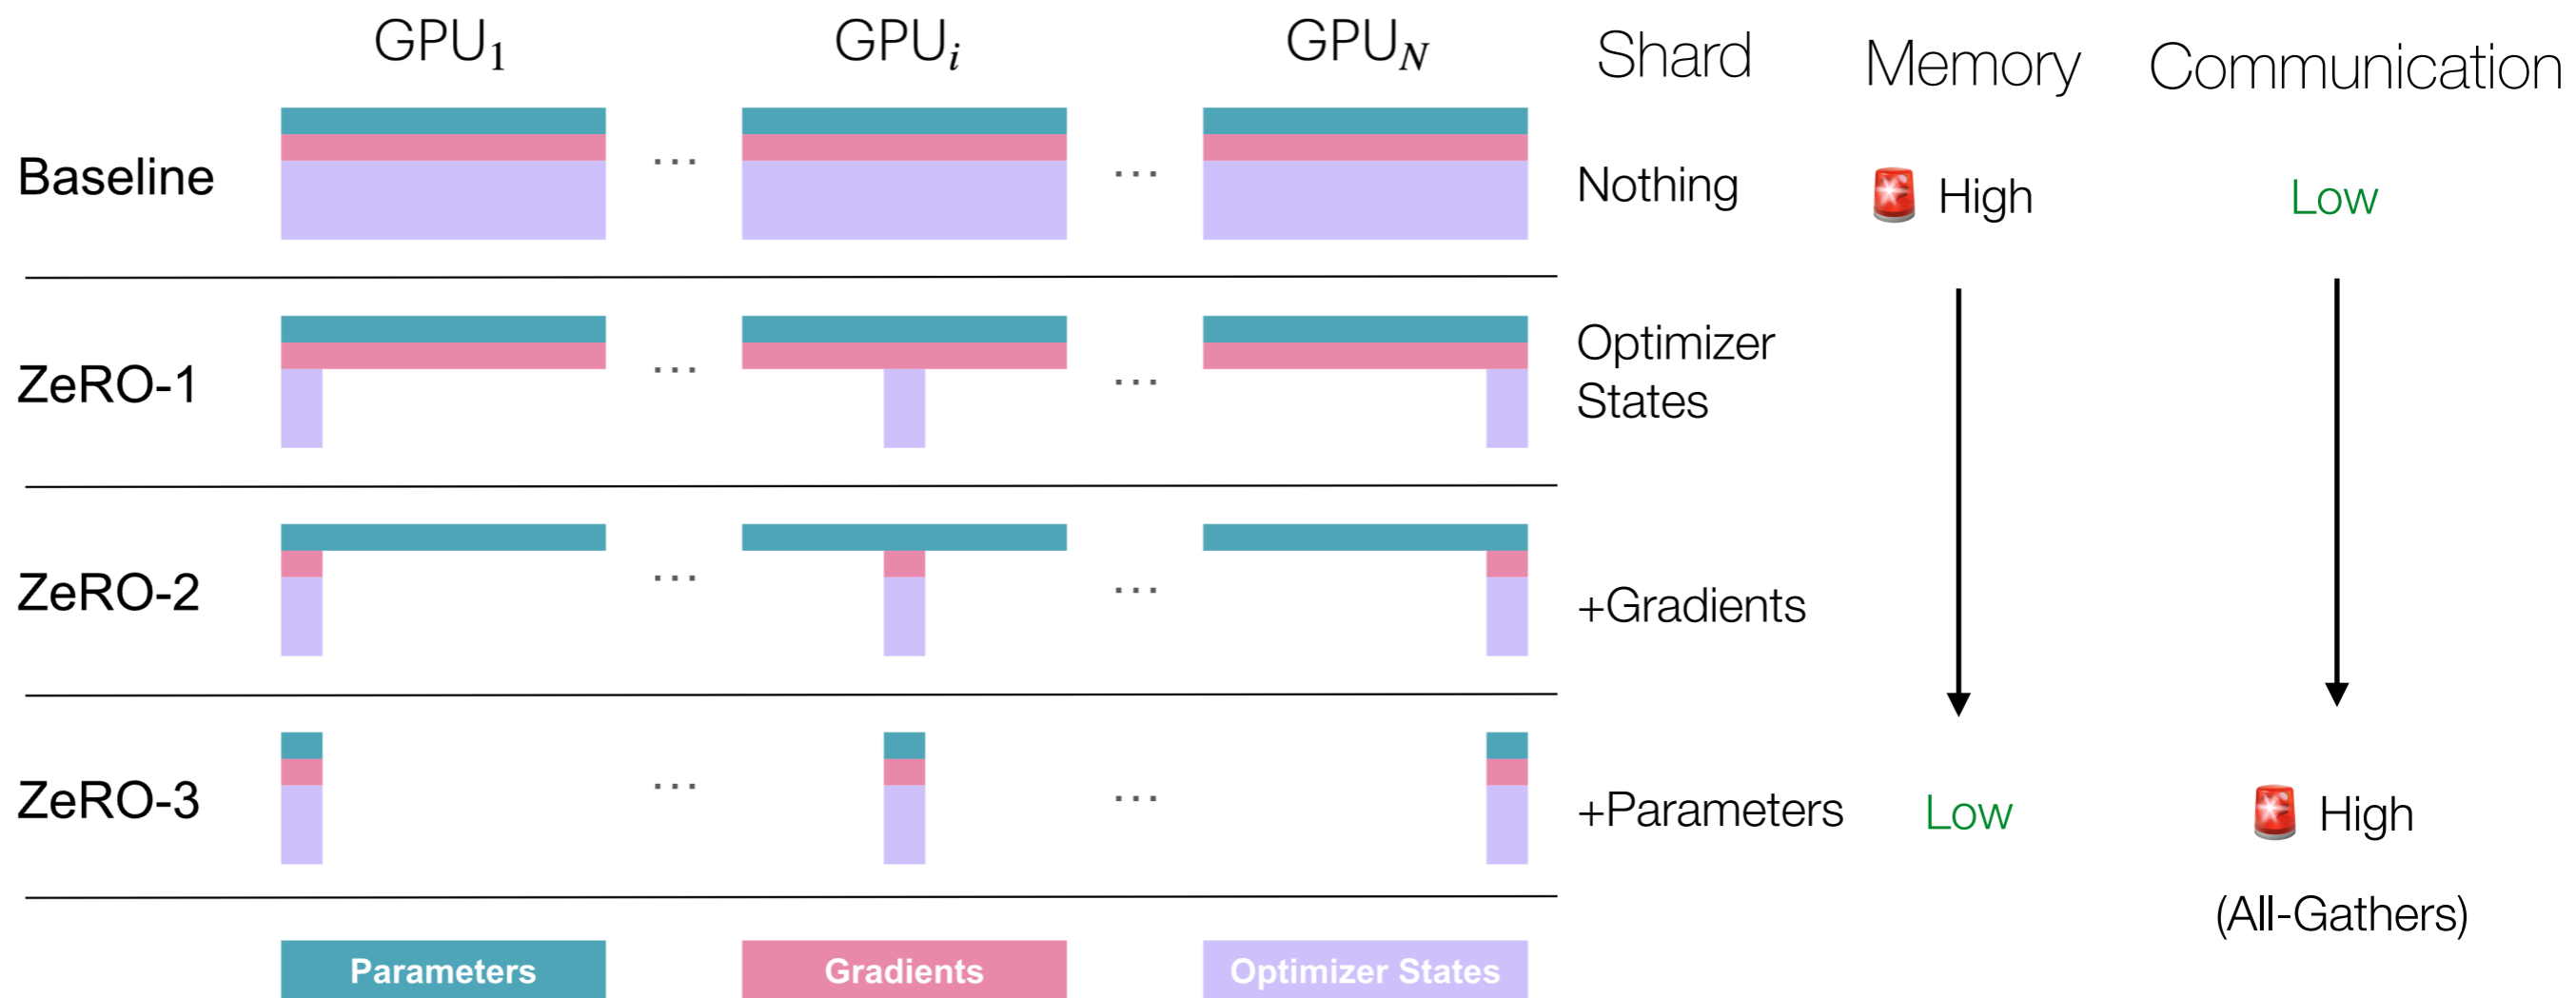 GPU₁ GPUᵢ GPU_N Shard Memory Communication
Baseline ... ... Nothing High Low
ZeRO-1 ... ... Optimizer
States
ZeRO-2 ... ... +Gradients
ZeRO-3 ... ... +Parameters Low High
(All-Gathers)
Parameters Gradients Optimizer States